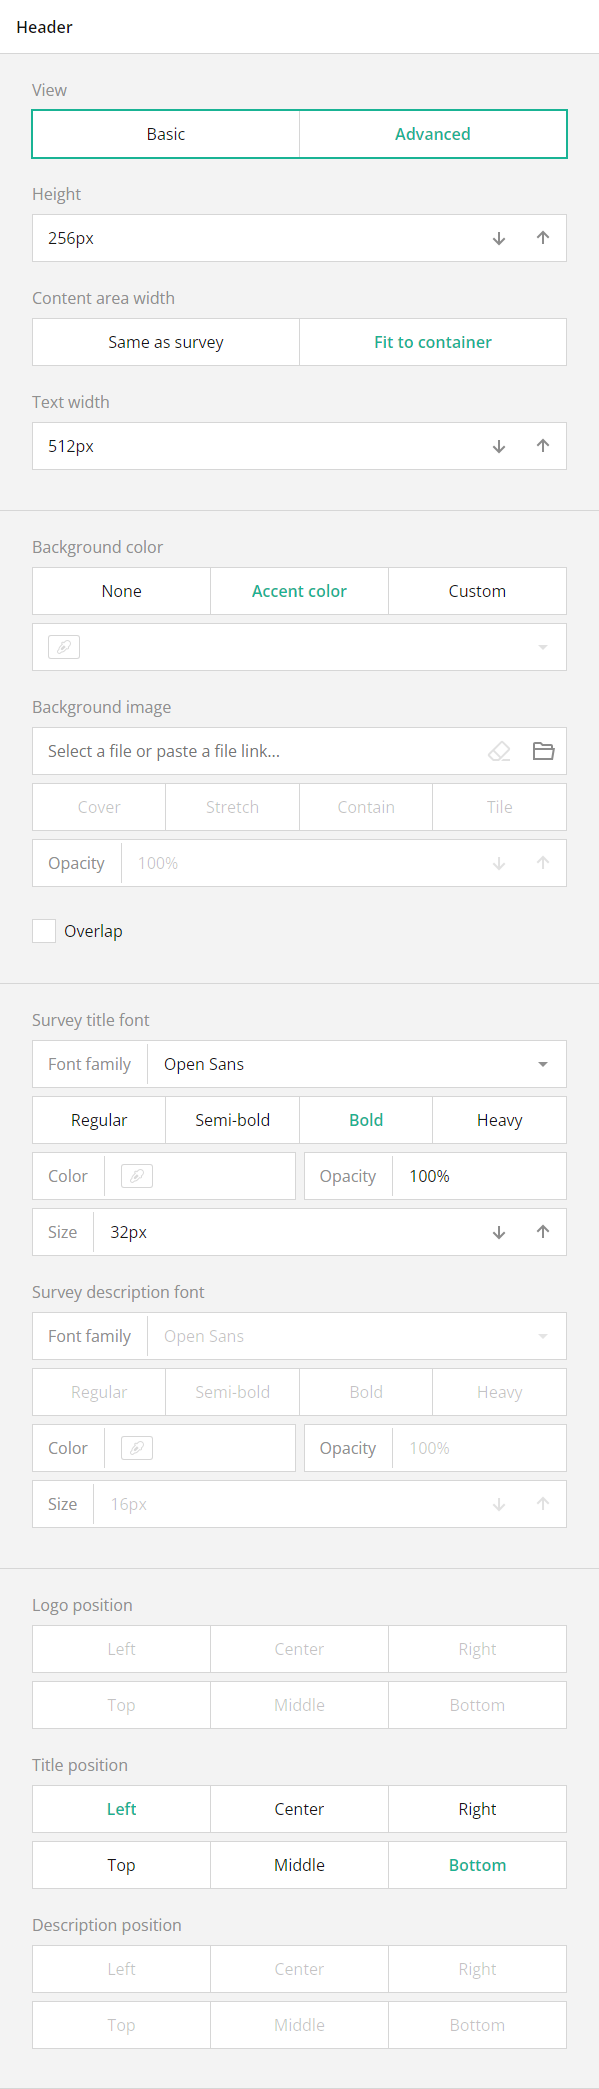 Header
View
Basic Advanced
Height
256px
Content area width
Same as survey Fit to container
Text width
512px
Background color
None Accent color Custom
Background image
Select a file or paste a file link...
Cover Stretch Contain Tile
Opacity 100%
Overlap
Survey title font
Font family Open Sans
Regular Semi-bold Bold Heavy
Color Opacity 100%
Size 32px
Survey description font
Font family Open Sans
Regular Semi-bold Bold Heavy
Color Opacity 100%
Size 16px
Logo position
Left Center Right
Top Middle Bottom
Title position
Left Center Right
Top Middle Bottom
Description position
Left Center Right
Top Middle Bottom